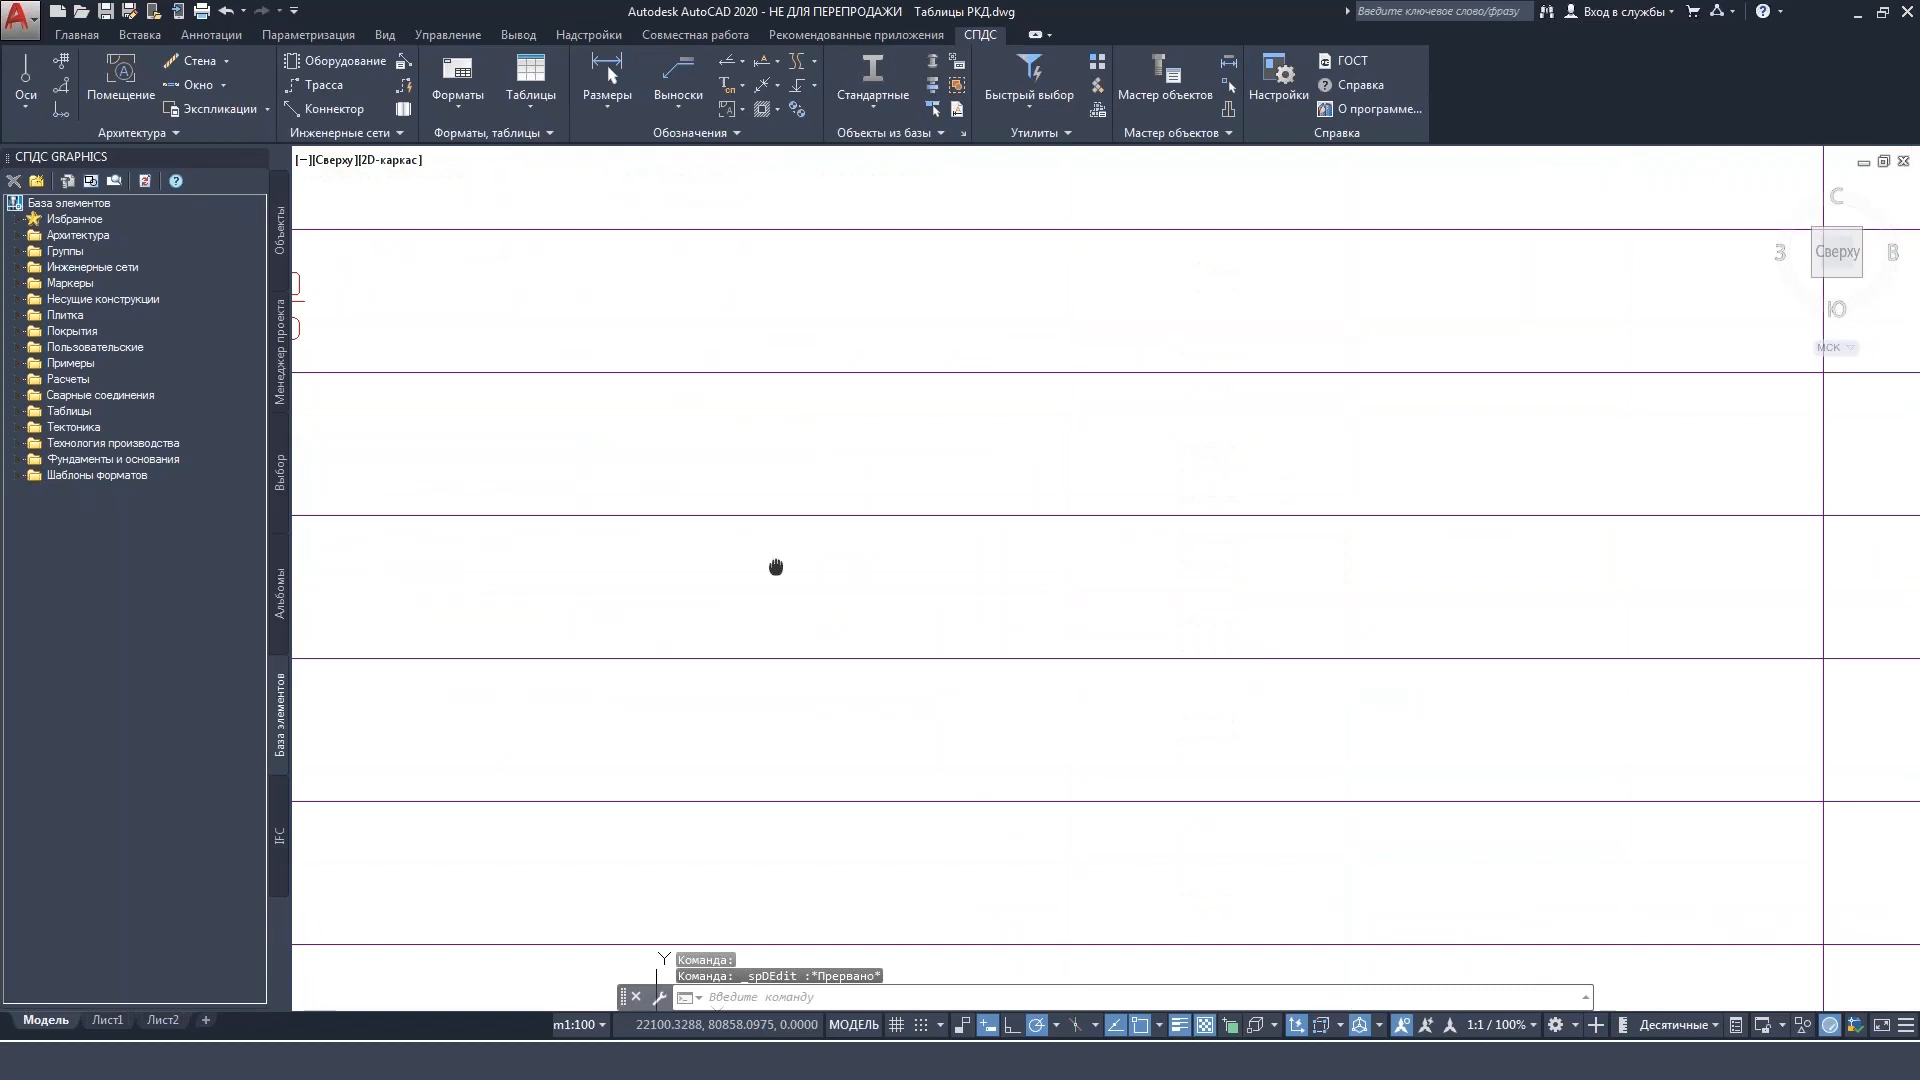 Autodesk AutoCAD 2020 - НЕ ДЛЯ ПЕРЕПРОДАЖИ Таблицы РКД.dwg
Введите ключевое слово/фразу
Вход в службы
Главная Вставка Аннотации Параметризация Вид Управление Вывод Надстройки Совместная работа Рекомендованные приложения СПДС
Оси
Помещение
Стена
Окно
Экспликации
Архитектура
Оборудование
Трасса
Коннектор
Инженерные сети
Форматы
Таблицы
Форматы, таблицы
Размеры
Выноски
Обозначения
Стандартные
Объекты из базы
Быстрый выбор
Утилиты
Мастер объектов
Мастер объектов
Настройки
ГОСТ
Справка
О программе...
Справка
СПДС GRAPHICS
База элементов
Избранное
Архитектура
Группы
Инженерные сети
Маркеры
Несущие конструкции
Плитка
Покрытия
Пользовательские
Примеры
Расчеты
Сварные соединения
Таблицы
Тектоника
Технология производства
Фундаменты и основания
Шаблоны форматов
Объекты
Менеджер проекта
Выбор
Альбомы
База элементов
IFC
[−][Сверху][2D-каркас]
С
З Сверху В
Ю
МСК
Y
Команда:
Команда: _spDEdit :*Прервано*
Введите команду
Модель Лист1 Лист2 +
m1:100 22100.3288, 80858.0975, 0.0000 МОДЕЛЬ 1:1 / 100% Десятичные